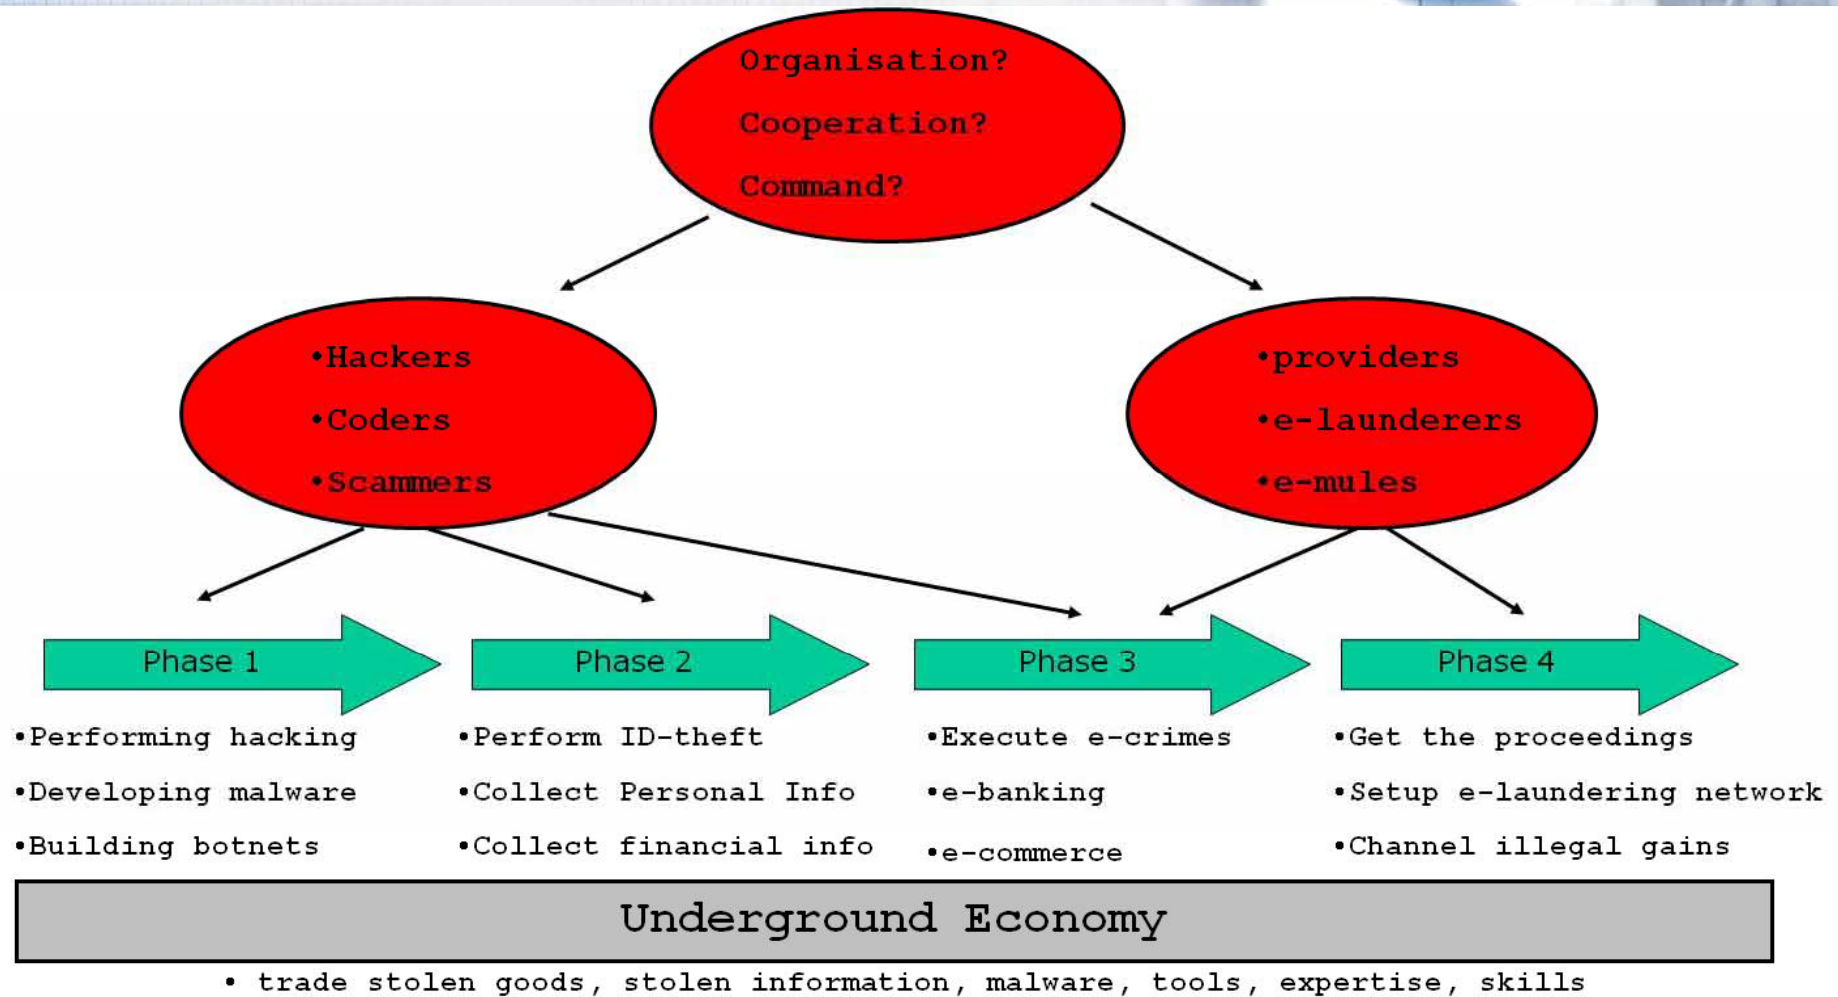 Organisation?
Cooperation?
Command?
•Hackers
•Coders
•Scammers
•providers
•e-launderers
•e-mules
Phase 1
•Performing hacking
•Developing malware
•Building botnets
Phase 2
•Perform ID-theft
•Collect Personal Info
•Collect financial info
Phase 3
•Execute e-crimes
•e-banking
•e-commerce
Phase 4
•Get the proceedings
•Setup e-laundering network
•Channel illegal gains
Underground Economy
• trade stolen goods, stolen information, malware, tools, expertise, skills